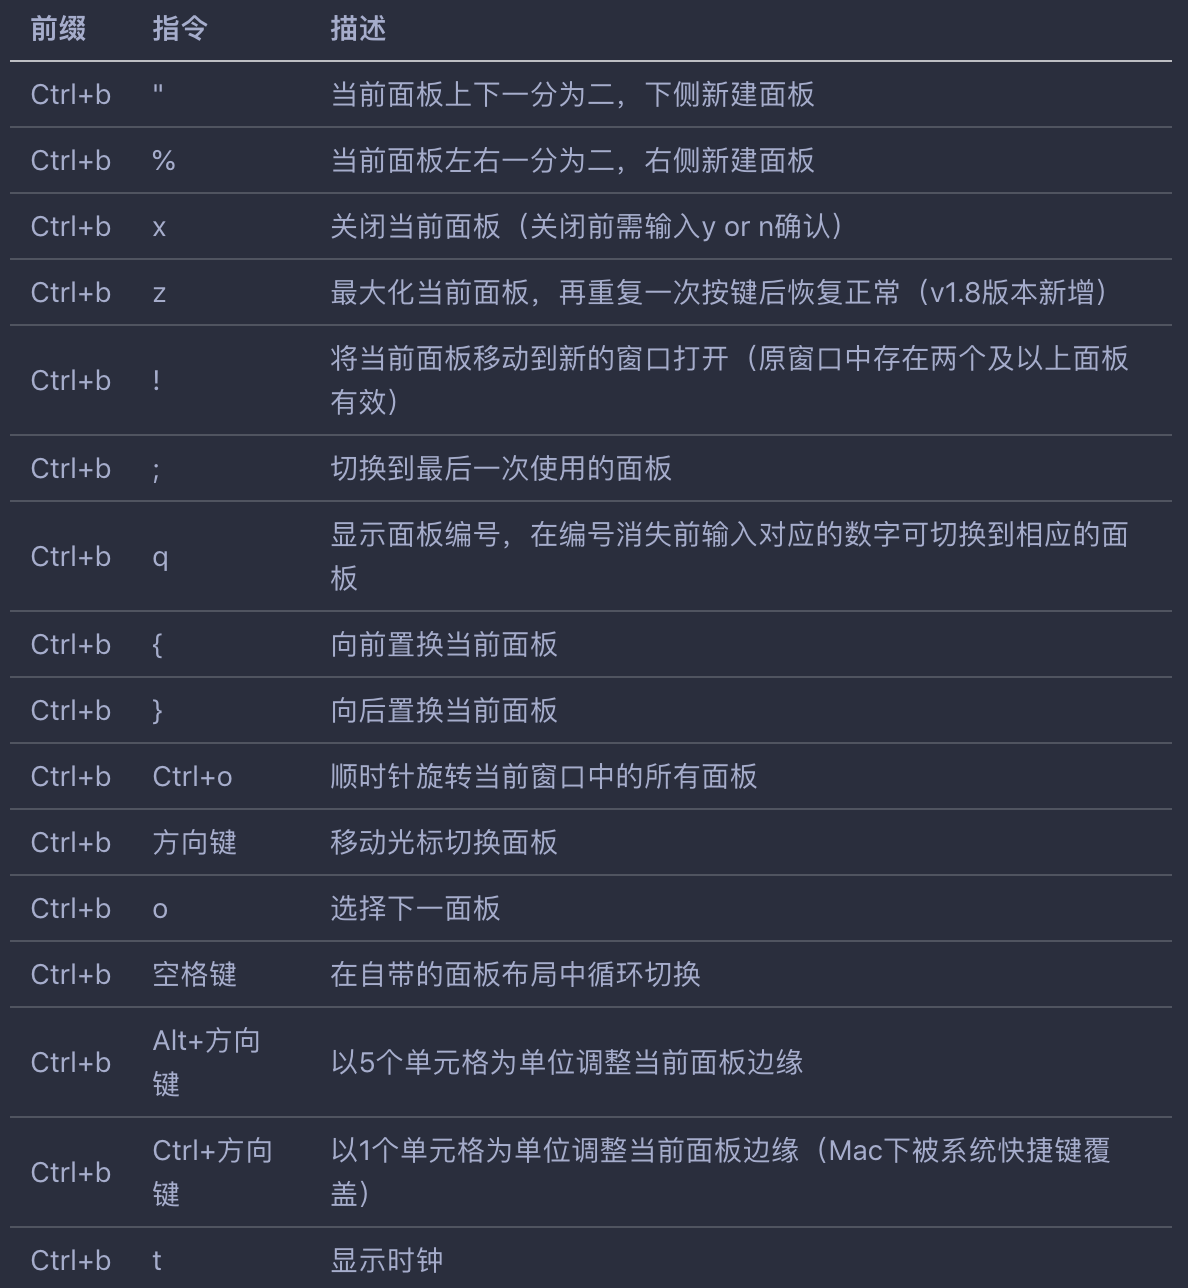 前缀 指令 描述
Ctrl+b " 当前面板上下一分为二，下侧新建面板
Ctrl+b % 当前面板左右一分为二，右侧新建面板
Ctrl+b x 关闭当前面板（关闭前需输入y or n确认）
Ctrl+b z 最大化当前面板，再重复一次按键后恢复正常（v1.8版本新增）
Ctrl+b ! 将当前面板移动到新的窗口打开（原窗口中存在两个及以上面板
有效）
Ctrl+b ; 切换到最后一次使用的面板
Ctrl+b q 显示面板编号，在编号消失前输入对应的数字可切换到相应的面
板
Ctrl+b { 向前置换当前面板
Ctrl+b } 向后置换当前面板
Ctrl+b Ctrl+o 顺时针旋转当前窗口中的所有面板
Ctrl+b 方向键 移动光标切换面板
Ctrl+b o 选择下一面板
Ctrl+b 空格键 在自带的面板布局中循环切换
Ctrl+b Alt+方向
键 以5个单元格为单位调整当前面板边缘
Ctrl+b Ctrl+方向
键 以1个单元格为单位调整当前面板边缘（Mac下被系统快捷键覆
盖）
Ctrl+b t 显示时钟